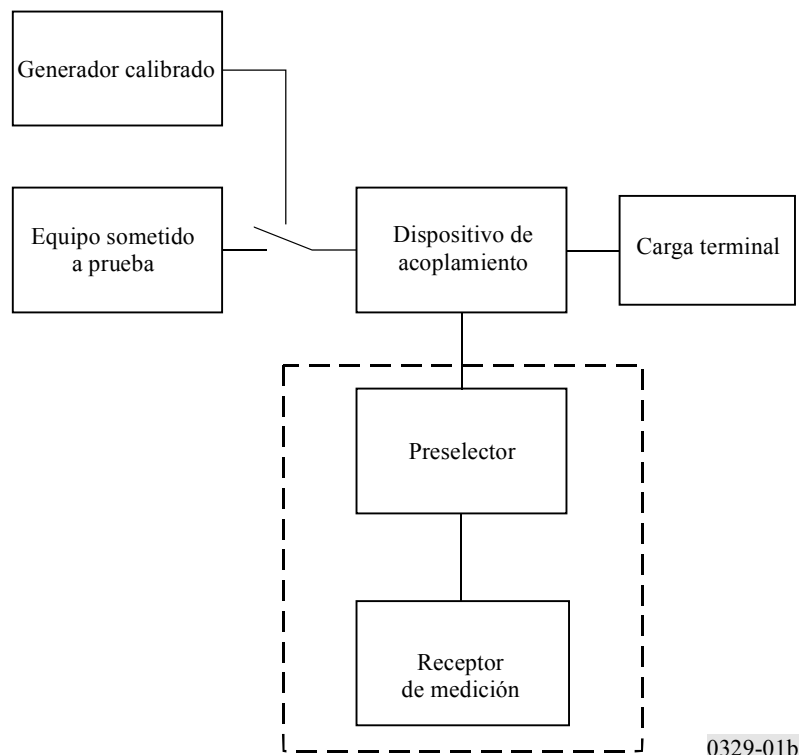 Generador calibrado
Equipo sometido
a prueba
Dispositivo de
acoplamiento
Carga terminal
Preselector
Receptor
de medición
0329-01b